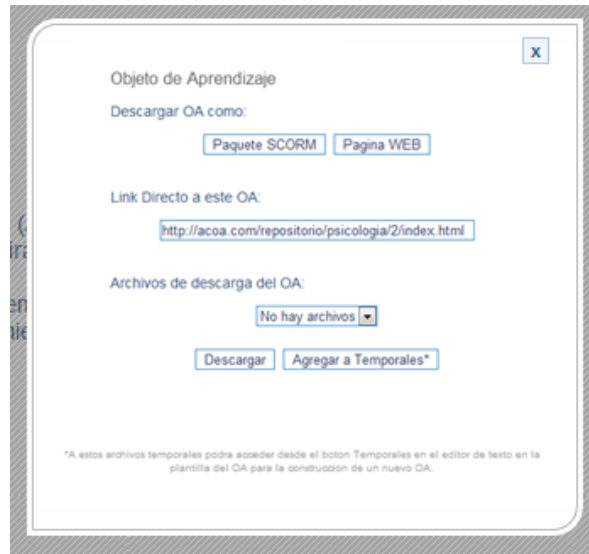 x
Objeto de Aprendizaje
Descargar OA como:
Paquete SCORM Pagina WEB
Link Directo a este OA:
http://acoa.com/repositorio/psicologia/2/index.html
Archivos de descarga del OA:
No hay archivos
Descargar Agregar a Temporales*
*A estos archivos temporales podra acceder desde el boton Temporales en el editor de texto en la
plantilla del OA para la construccion de un nuevo OA.